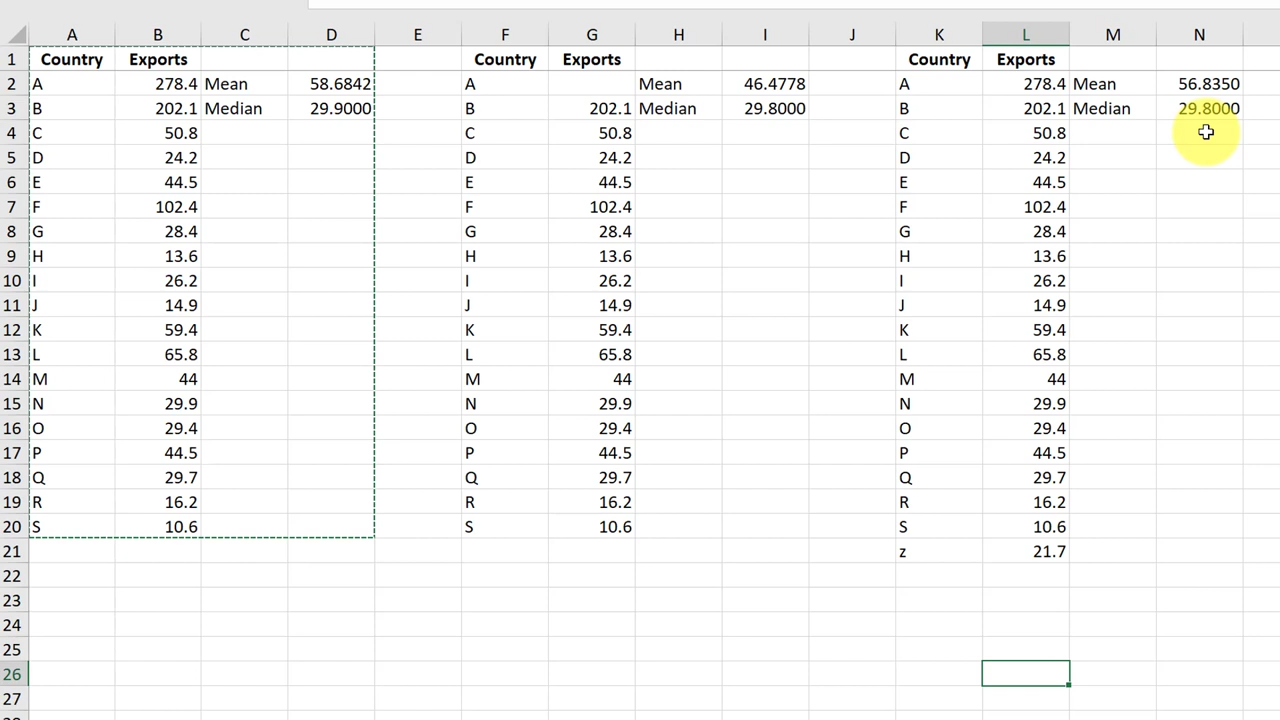 A B C D E F G H I J K L M N
1 Country Exports Country Exports Country Exports
2 A 278.4 Mean 58.6842 A Mean 46.4778 A 278.4 Mean 56.8350
3 B 202.1 Median 29.9000 B 202.1 Median 29.8000 B 202.1 Median 29.8000
4 C 50.8 C 50.8 C 50.8
5 D 24.2 D 24.2 D 24.2
6 E 44.5 E 44.5 E 44.5
7 F 102.4 F 102.4 F 102.4
8 G 28.4 G 28.4 G 28.4
9 H 13.6 H 13.6 H 13.6
10 I 26.2 I 26.2 I 26.2
11 J 14.9 J 14.9 J 14.9
12 K 59.4 K 59.4 K 59.4
13 L 65.8 L 65.8 L 65.8
14 M 44 M 44 M 44
15 N 29.9 N 29.9 N 29.9
16 O 29.4 O 29.4 O 29.4
17 P 44.5 P 44.5 P 44.5
18 Q 29.7 Q 29.7 Q 29.7
19 R 16.2 R 16.2 R 16.2
20 S 10.6 S 10.6 S 10.6
21 z 21.7
22
23
24
25
26
27